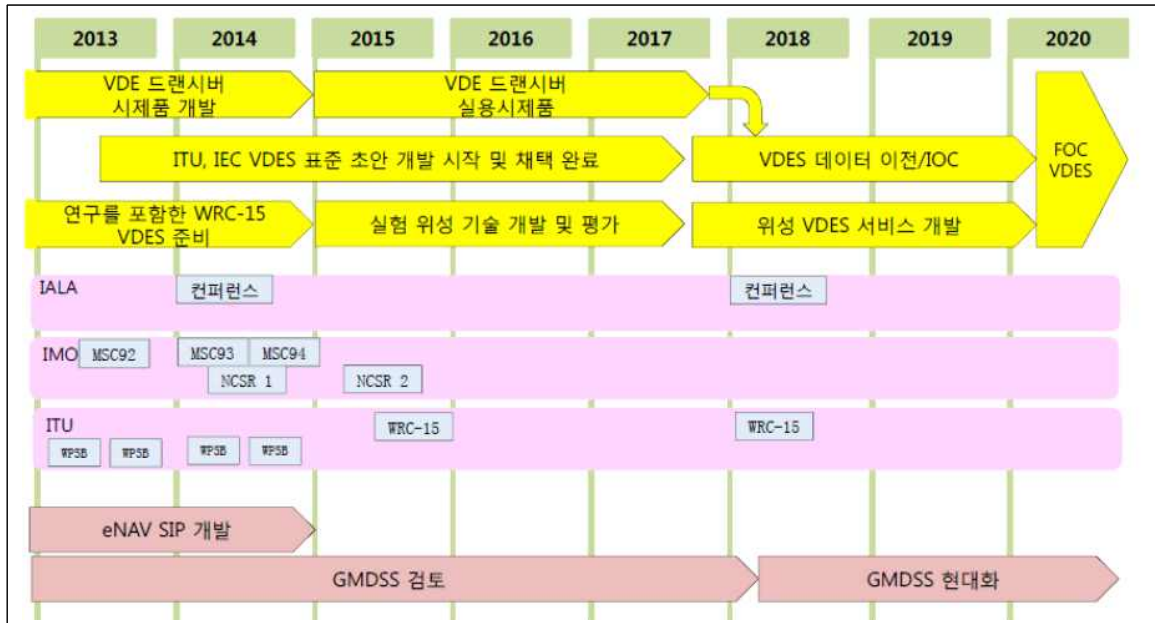 2013 2014 2015 2016 2017 2018 2019 2020
VDE 드랜시버
시제품 개발
VDE 드랜시버
실용시제품
ITU, IEC VDES 표준 초안 개발 시작 및 채택 완료
VDES 데이터 이전/IOC
FOC
VDES
연구를 포함한 WRC-15
VDES 준비
실험 위성 기술 개발 및 평가
위성 VDES 서비스 개발
IALA
컨퍼런스
컨퍼런스
IMO
MSC92
MSC93
MSC94
NCSR 1
NCSR 2
ITU
WRC-15
WRC-15
WP5B
WP5B
WP5B
WP5B
eNAV SIP 개발
GMDSS 검토
GMDSS 현대화